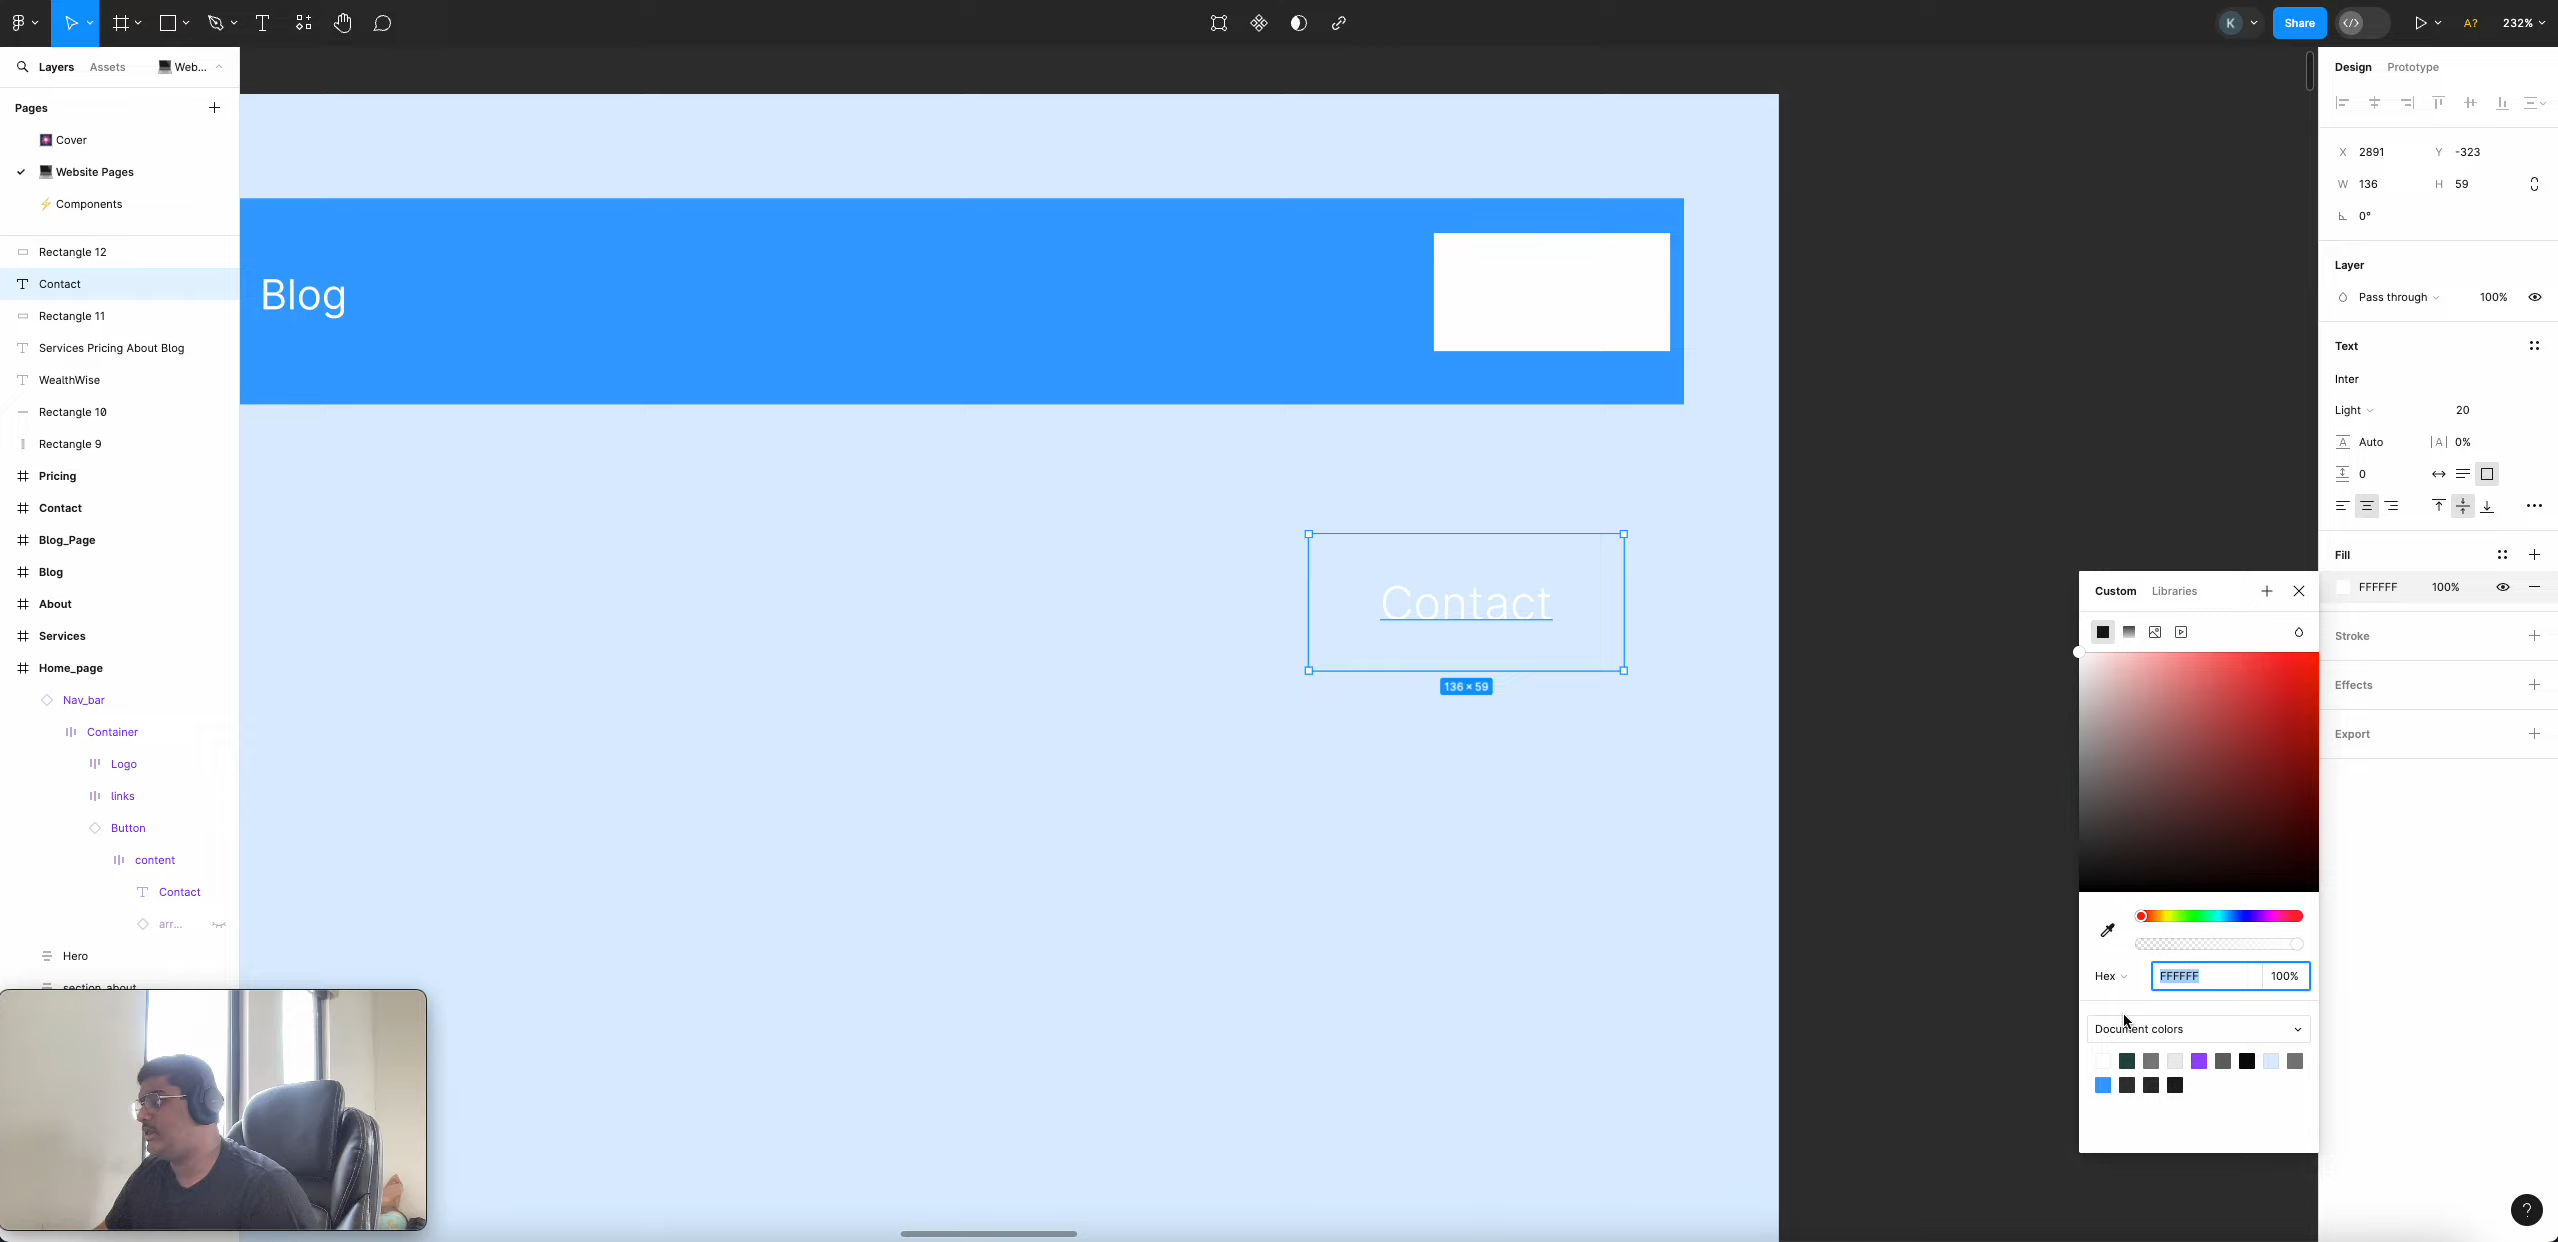 K
Share
A?
232%
Layers
Assets
Web...
Pages
Cover
Website Pages
Components
Rectangle 12
Contact
Rectangle 11
Services Pricing About Blog
WealthWise
Rectangle 10
Rectangle 9
Pricing
Contact
Blog_Page
Blog
About
Services
Home_page
Nav_bar
Container
Logo
links
Button
content
Contact
arr...
Hero
section_about
Blog
Contact
136 × 59
Design
Prototype
X 2891
Y -323
W 136
H 59
0°
Layer
Pass through
100%
Text
Inter
Light
20
Auto
|A| 0%
0
Fill
FFFFFF
100%
Stroke
Effects
Export
Custom
Libraries
Hex
FFFFFF
100%
Document colors
?